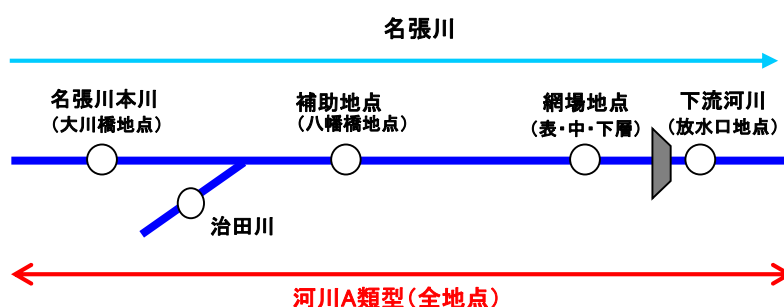 名張川
名張川本川
（大川橋地点）
補助地点
（八幡橋地点）
網場地点
（表・中・下層）
下流河川
（放水口地点）
治田川
河川A類型（全地点）